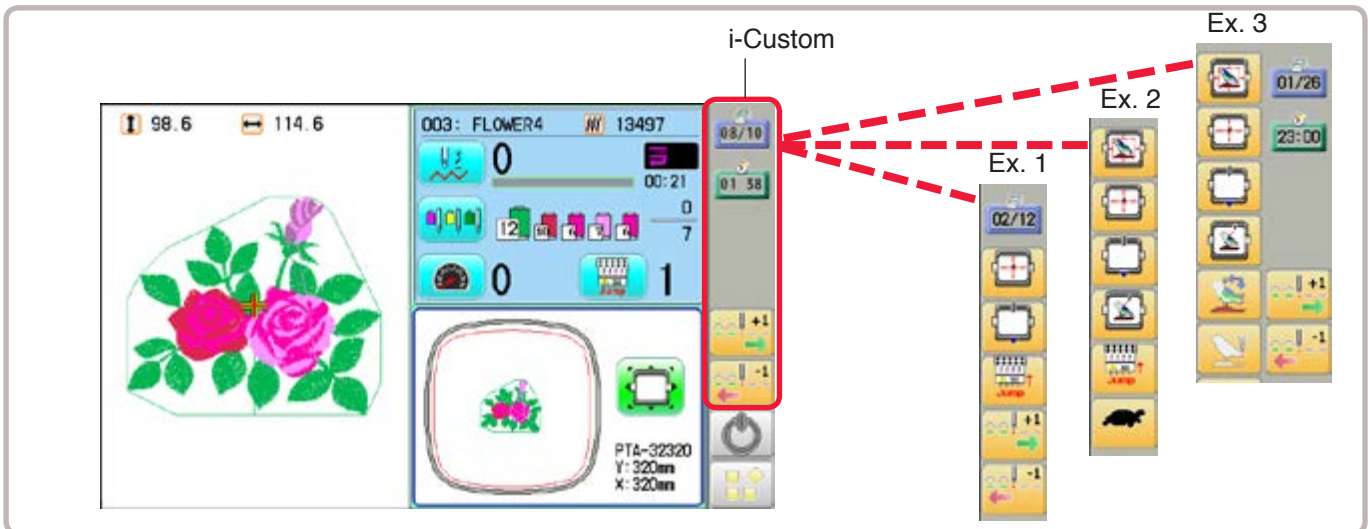 Ex. 3
i-Custom
Ex. 2
Ex. 1
98.6 114.6
003: FLOWER4 13497
0
00:21
12
0
7
0
Jump
1
08/10
01 38
+1
-1
PTA-32320
Y: 320mm
X: 320mm
02/12
Jump
+1
-1
Jump
01/26
23:00
+1
-1